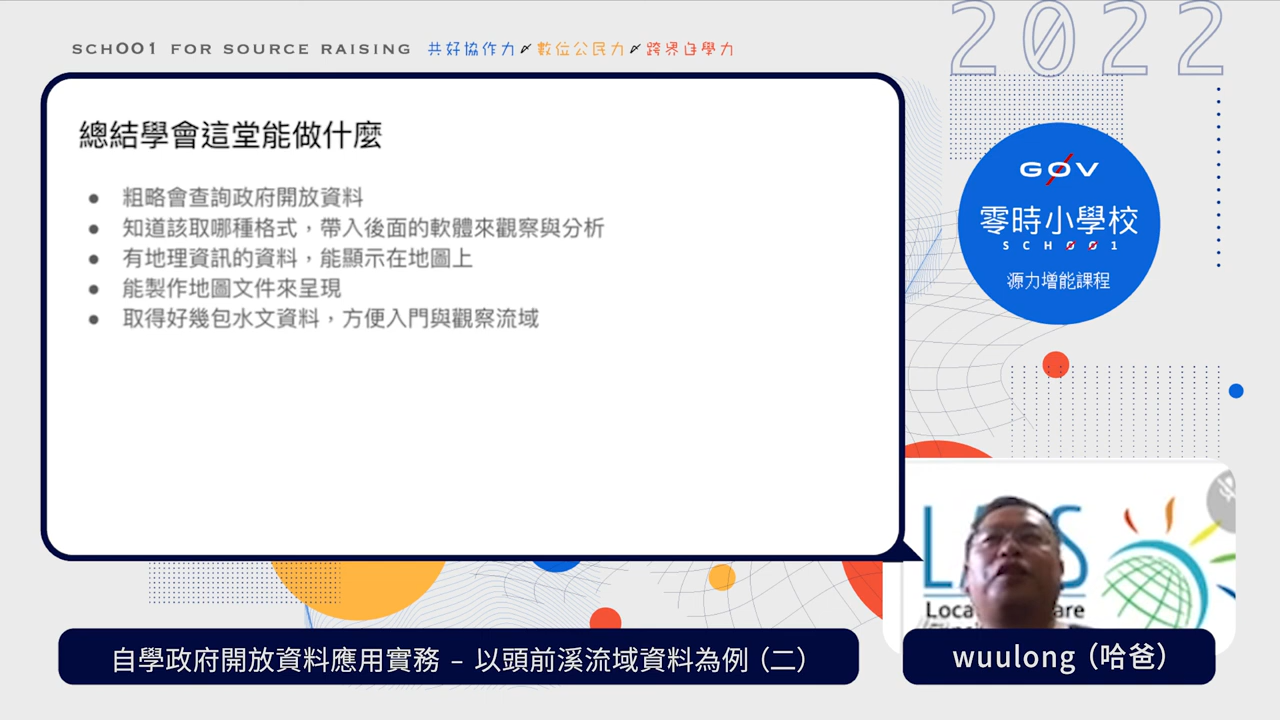 SCH001 FOR SOURCE RAISING 共好協作力 數位公民力 跨界自學力
2022
總結學會這堂能做什麼
● 粗略會查詢政府開放資料
● 知道該取哪種格式，帶入後面的軟體來觀察與分析
● 有地理資訊的資料，能顯示在地圖上
● 能製作地圖文件來呈現
● 取得好幾包水文資料，方便入門與觀察流域
G0V
零時小學校
SCH001
源力增能課程
自學政府開放資料應用實務 – 以頭前溪流域資料為例（二）
wuulong（哈爸）